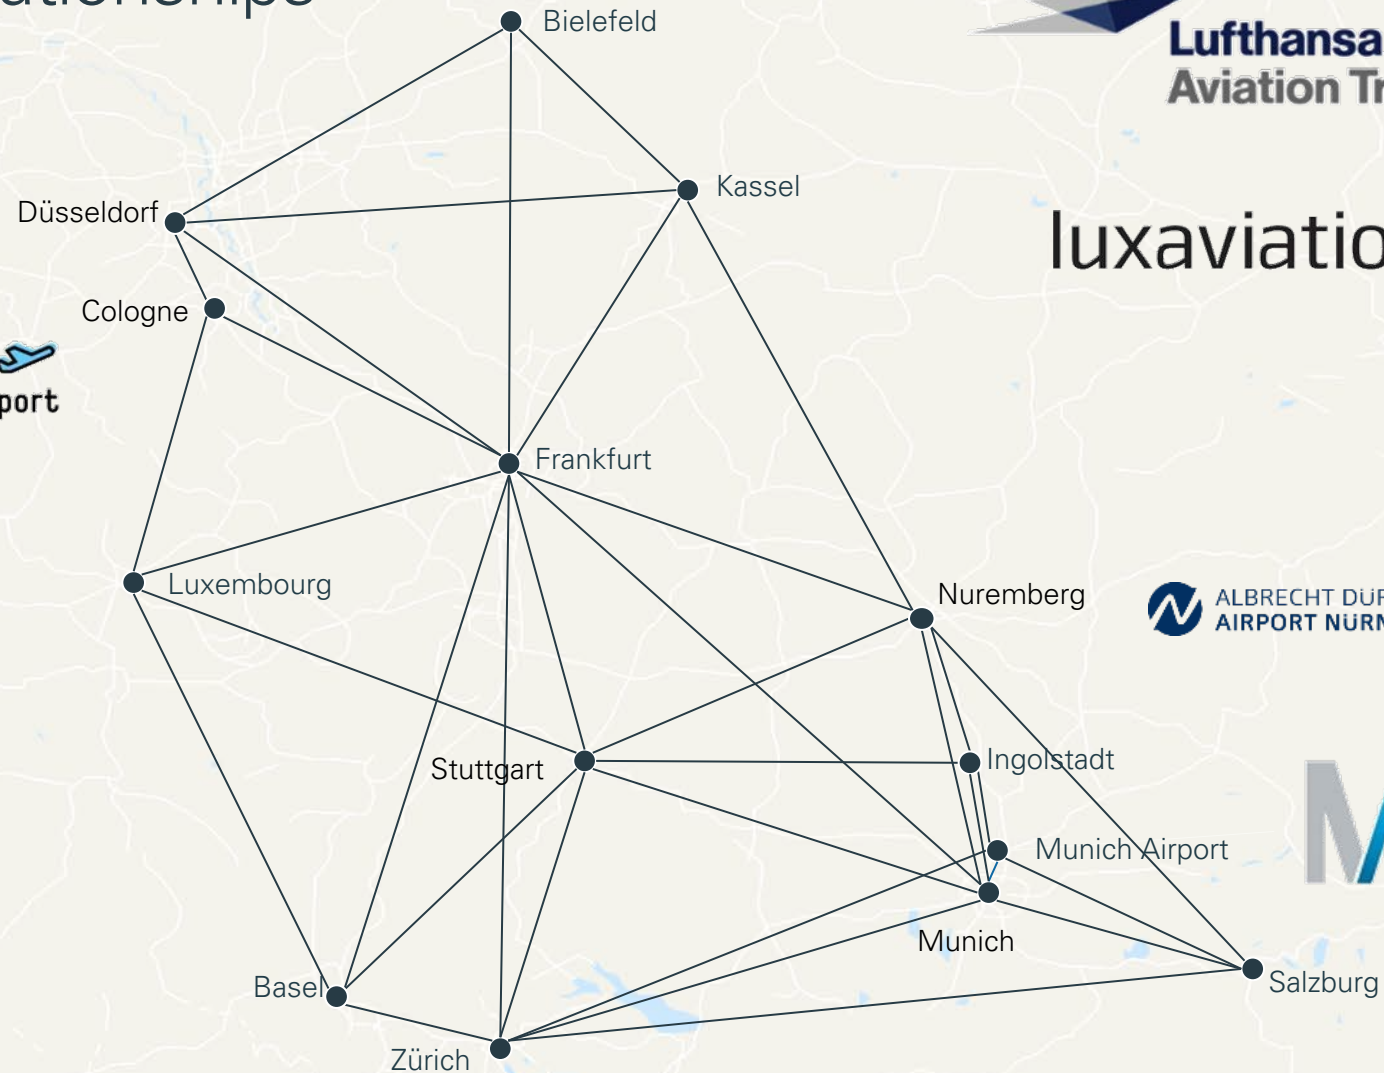 Bielefeld
Lufthansa
Aviation
Kassel
Düsseldorf
luxaviatio
Cologne
port
Frankfurt
Luxembourg
Nuremberg
ALBRECHT DÜR
AIRPORT NÜRN
Stuttgart
Ingolstadt
Munich Airport
M
Munich
Basel
Salzburg
Zürich